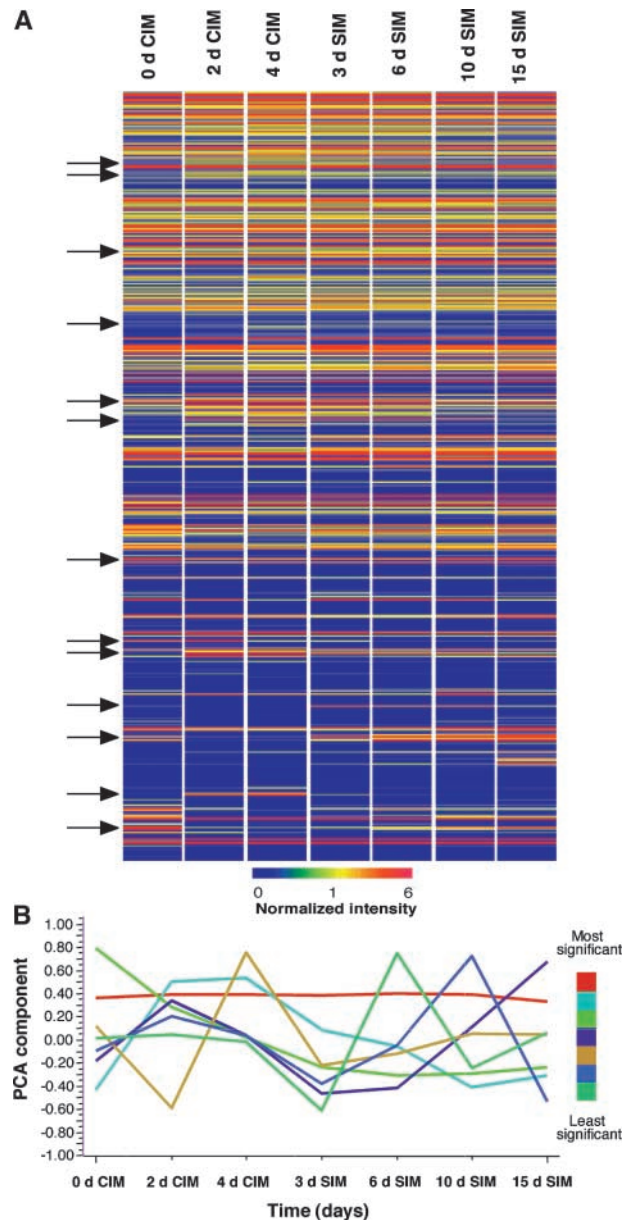 A
0 d CIM
2 d CIM
4 d CIM
3 d SIM
6 d SIM
10 d SIM
15 d SIM
0 1 6
Normalized intensity
B
1.00
0.80
0.60
0.40
0.20
0.00
-0.20
-0.40
-0.60
-0.80
-1.00
PCA component
0 d CIM 2 d CIM 4 d CIM 3 d SIM 6 d SIM 10 d SIM 15 d SIM
Time (days)
Most
significant
Least
significant